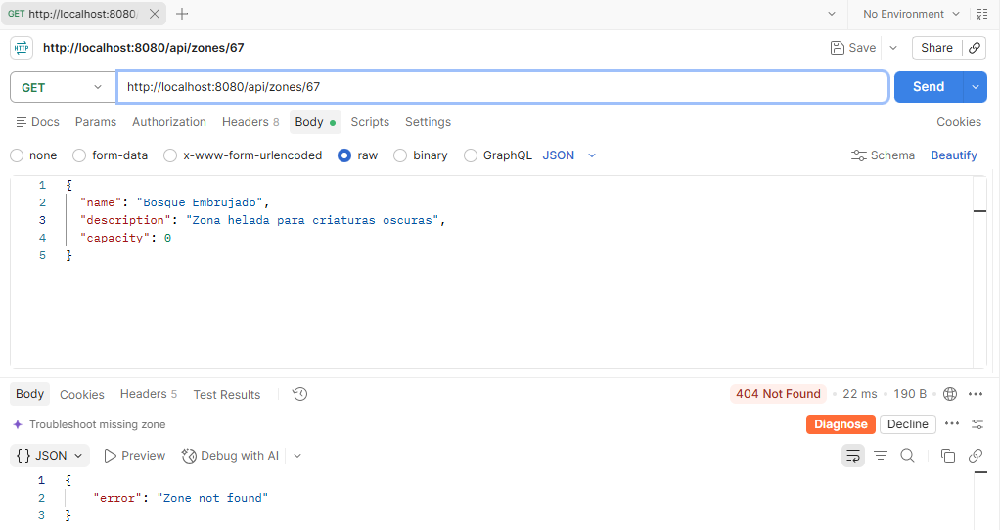 GET http://localhost:8080/
No Environment
HTTP http://localhost:8080/api/zones/67
Save Share
GET http://localhost:8080/api/zones/67 Send
Docs Params Authorization Headers 8 Body Scripts Settings Cookies
none form-data x-www-form-urlencoded raw binary GraphQL JSON Schema Beautify
1 {
2 "name": "Bosque Embrujado",
3 "description": "Zona helada para criaturas oscuras",
4 "capacity": 0
5 }
Body Cookies Headers 5 Test Results 404 Not Found • 22 ms • 190 B
Troubleshoot missing zone Diagnose Decline
{} JSON Preview Debug with AI
1 {
2 "error": "Zone not found"
3 }